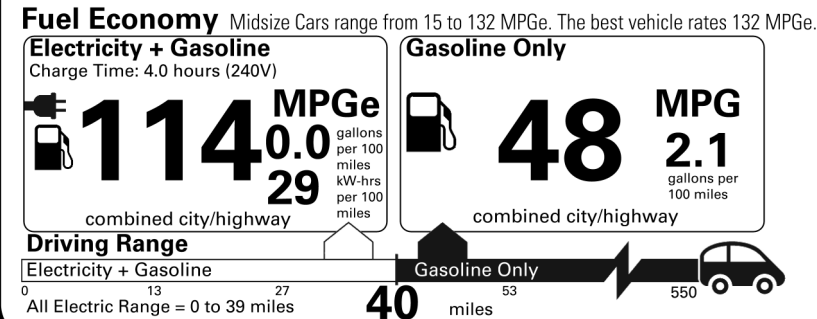 Fuel Economy Midsize Cars range from 15 to 132 MPGe. The best vehicle rates 132 MPGe.
Electricity + Gasoline
Charge Time: 4.0 hours (240V)
114 MPGe
0.0 gallons per 100 miles
29 kW-hrs per 100 miles
combined city/highway
Gasoline Only
48 MPG
2.1
gallons per
100 miles
combined city/highway
Driving Range
Electricity + Gasoline
Gasoline Only
0 13 27 40 miles 53 550
All Electric Range = 0 to 39 miles